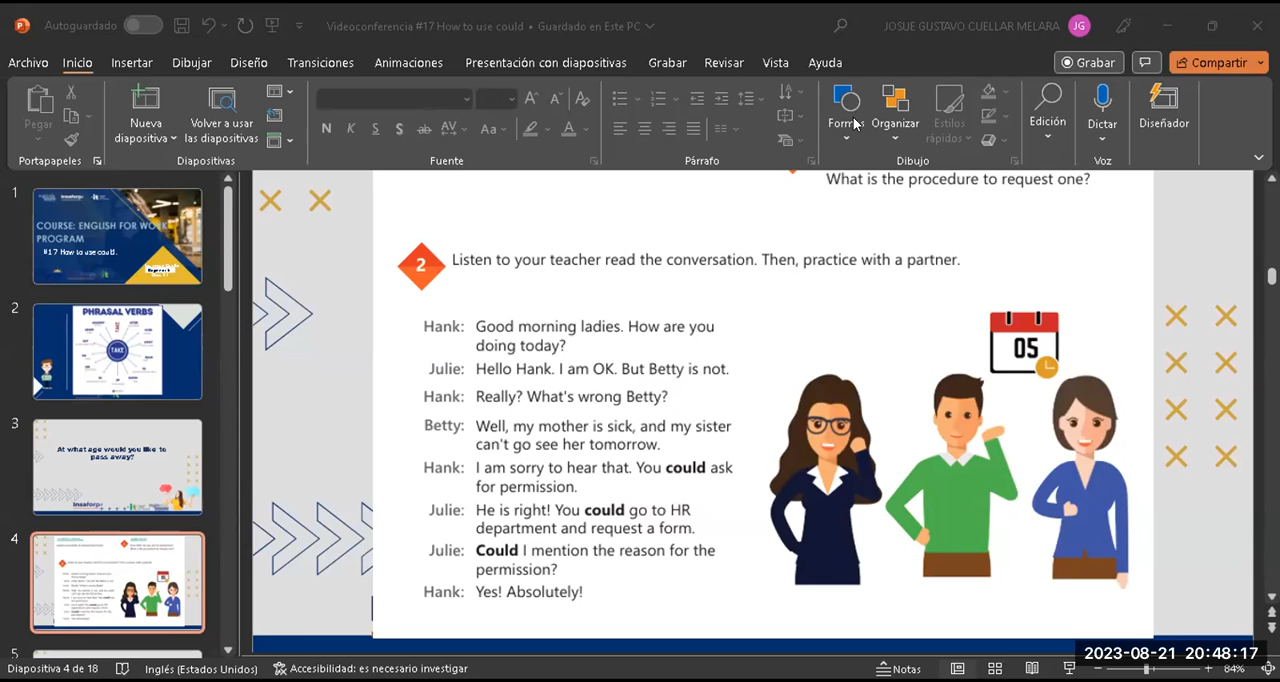 Autoguardado
Videoconferencia #17 How to use could • Guardado en Este PC
JOSUE GUSTAVO CUELLAR MELARA
JG
Archivo Inicio Insertar Dibujar Diseño Transiciones Animaciones Presentación con diapositivas Grabar Revisar Vista Ayuda
Grabar
Compartir
Pegar
Nueva diapositiva
Volver a usar las diapositivas
N K S S ab AV Aa A
Formas
Organizar
Estilos rápidos
Edición
Dictar
Diseñador
Portapapeles Diapositivas Fuente Párrafo Dibujo Voz
1
COURSE: ENGLISH FOR WORK
PROGRAM
#17 How to use could.
2
PHRASAL VERBS
TAKE
3
At what age would you like to
pass away?
Insaforp
4
5
What is the procedure to request one?
2 Listen to your teacher read the conversation. Then, practice with a partner.
Hank: Good morning ladies. How are you
doing today?
Julie: Hello Hank. I am OK. But Betty is not.
Hank: Really? What's wrong Betty?
Betty: Well, my mother is sick, and my sister
can't go see her tomorrow.
Hank: I am sorry to hear that. You could ask
for permission.
Julie: He is right! You could go to HR
department and request a form.
Julie: Could I mention the reason for the
permission?
Hank: Yes! Absolutely!
05
Diapositiva 4 de 18
Inglés (Estados Unidos)
Accesibilidad: es necesario investigar
Notas
84%
2023-08-21 20:48:17